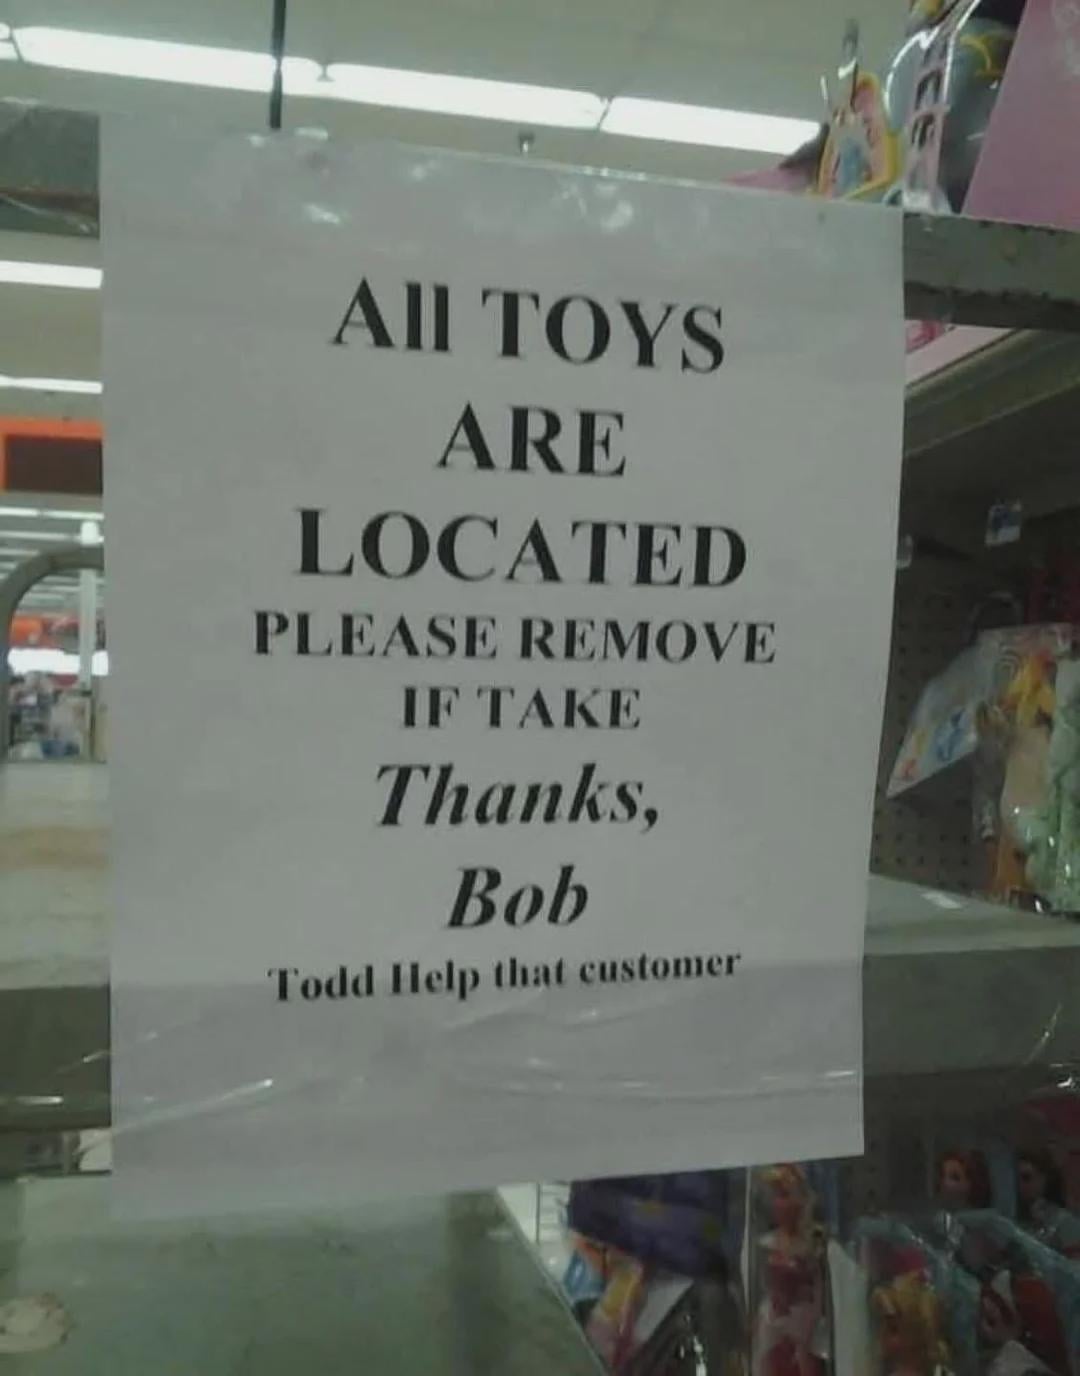 All TOYS
ARE
LOCATED
PLEASE REMOVE
IF TAKE
Thanks,
Bob
Todd Help that customer